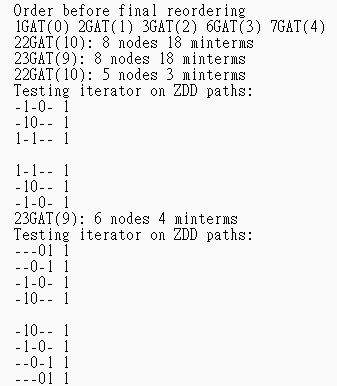 Order before final reordering
1GAT(0) 2GAT(1) 3GAT(2) 6GAT(3) 7GAT(4)
22GAT(10): 8 nodes 18 minterms
23GAT(9): 8 nodes 18 minterms
22GAT(10): 5 nodes 3 minterms
Testing iterator on ZDD paths:
-1-0- 1
-10-- 1
1-1-- 1

1-1-- 1
-10-- 1
-1-0- 1
23GAT(9): 6 nodes 4 minterms
Testing iterator on ZDD paths:
---01 1
--0-1 1
-1-0- 1
-10-- 1

-10-- 1
-1-0- 1
--0-1 1
---01 1